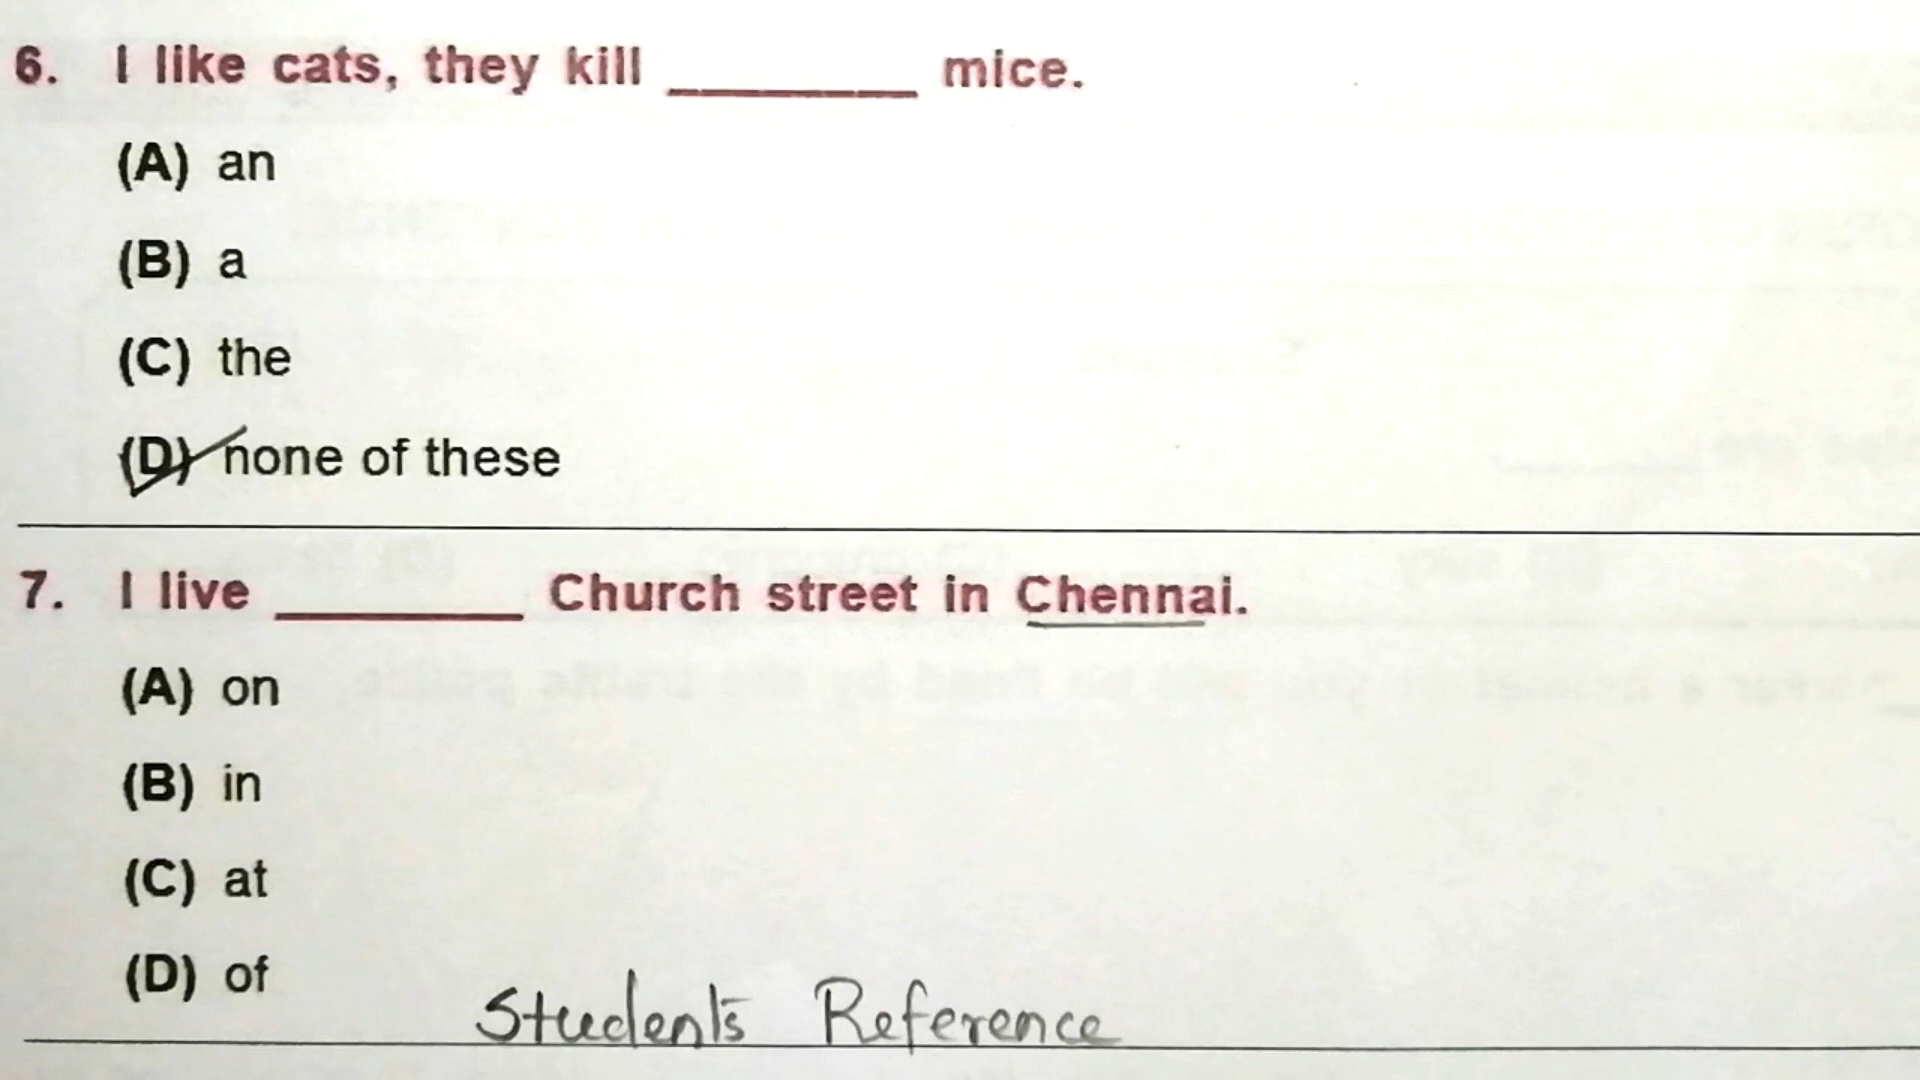 6. I like cats, they kill ________ mice.
(A) an
(B) a
(C) the
(D) none of these
7. I live ________ Church street in Chennai.
(A) on
(B) in
(C) at
(D) of
Students Reference